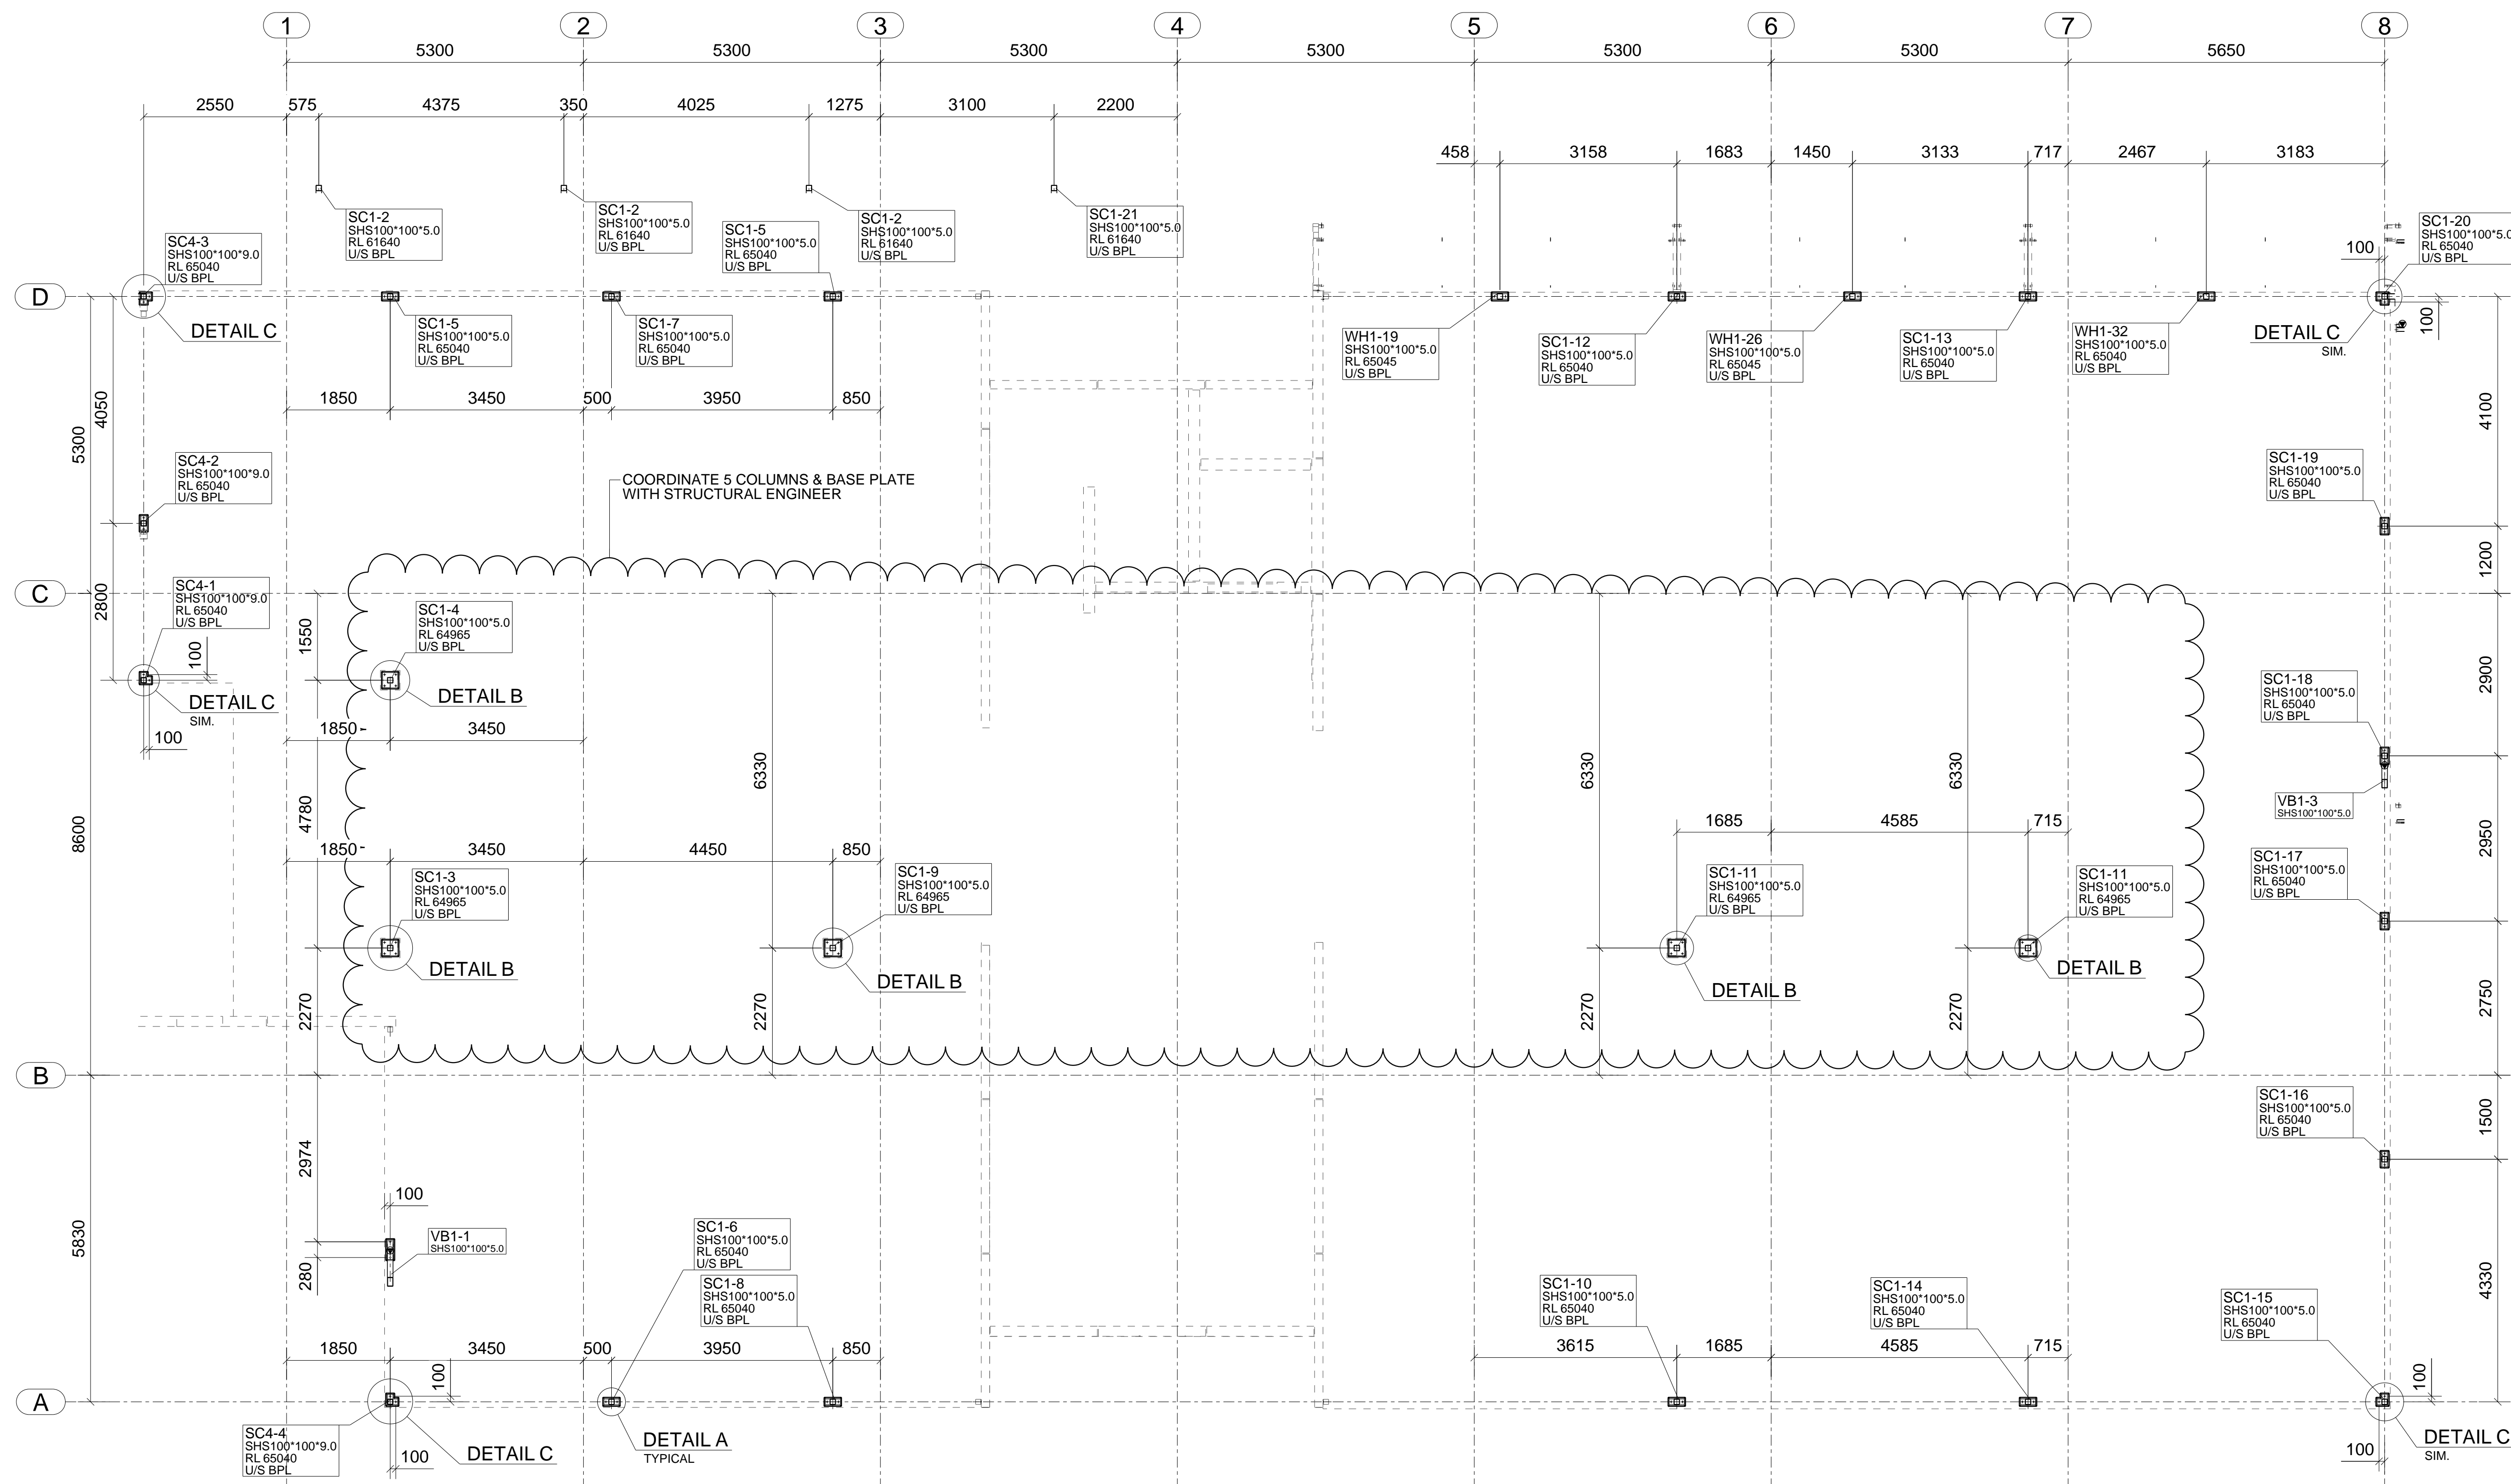 1
2
3
4
5
6
7
8
5300
5300
5300
5300
5300
5300
5650
2550
575
4375
350
4025
1275
3100
2200
458
3158
1683
1450
3133
717
2467
3183
SC1-2
SHS100*100*5.0
RL 61640
U/S BPL
SC1-2
SHS100*100*5.0
RL 61640
U/S BPL
SC1-2
SHS100*100*5.0
RL 61640
U/S BPL
SC1-21
SHS100*100*5.0
RL 61640
U/S BPL
SC1-5
SHS100*100*5.0
RL 65040
U/S BPL
SC4-3
SHS100*100*9.0
RL 65040
U/S BPL
SC1-20
SHS100*100*5.0
RL 65040
U/S BPL
100
100
D
DETAIL C
SC1-5
SHS100*100*5.0
RL 65040
U/S BPL
SC1-7
SHS100*100*5.0
RL 65040
U/S BPL
WH1-19
SHS100*100*5.0
RL 65045
U/S BPL
SC1-12
SHS100*100*5.0
RL 65040
U/S BPL
WH1-26
SHS100*100*5.0
RL 65045
U/S BPL
SC1-13
SHS100*100*5.0
RL 65040
U/S BPL
WH1-32
SHS100*100*5.0
RL 65040
U/S BPL
DETAIL C
SIM.
1850
3450
500
3950
850
5300
4050
4100
SC4-2
SHS100*100*9.0
RL 65040
U/S BPL
COORDINATE 5 COLUMNS & BASE PLATE
WITH STRUCTURAL ENGINEER
SC1-19
SHS100*100*5.0
RL 65040
U/S BPL
1200
C
2800
SC4-1
SHS100*100*9.0
RL 65040
U/S BPL
100
DETAIL C
SIM.
100
1550
SC1-4
SHS100*100*5.0
RL 64965
U/S BPL
DETAIL B
1850
3450
SC1-18
SHS100*100*5.0
RL 65040
U/S BPL
2900
VB1-3
SHS100*100*5.0
8600
4780
6330
6330
6330
2950
1685
4585
715
1850
3450
4450
850
SC1-3
SHS100*100*5.0
RL 64965
U/S BPL
SC1-9
SHS100*100*5.0
RL 64965
U/S BPL
SC1-11
SHS100*100*5.0
RL 64965
U/S BPL
SC1-11
SHS100*100*5.0
RL 64965
U/S BPL
SC1-17
SHS100*100*5.0
RL 65040
U/S BPL
DETAIL B
DETAIL B
DETAIL B
DETAIL B
2270
2270
2270
2270
2750
B
SC1-16
SHS100*100*5.0
RL 65040
U/S BPL
1500
5830
2974
100
VB1-1
SHS100*100*5.0
280
SC1-6
SHS100*100*5.0
RL 65040
U/S BPL
SC1-8
SHS100*100*5.0
RL 65040
U/S BPL
SC1-10
SHS100*100*5.0
RL 65040
U/S BPL
SC1-14
SHS100*100*5.0
RL 65040
U/S BPL
SC1-15
SHS100*100*5.0
RL 65040
U/S BPL
4330
1850
3450
500
3950
850
3615
1685
4585
715
100
100
A
SC4-4
SHS100*100*9.0
RL 65040
U/S BPL
100
DETAIL C
DETAIL A
TYPICAL
100
DETAIL C
SIM.